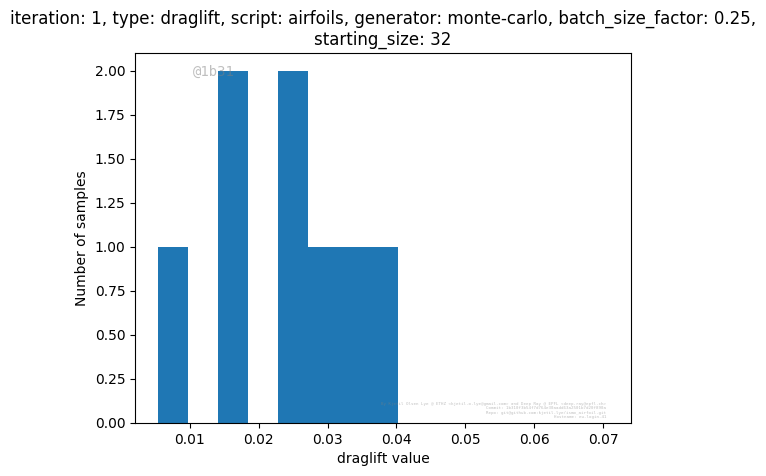 iteration: 1, type: draglift, script: airfoils, generator: monte-carlo, batch_size_factor: 0.25,
starting_size: 32
@1b31
2.00
1.75
1.50
1.25
1.00
0.75
0.50
0.25
0.00
Number of samples
0.01 0.02 0.03 0.04 0.05 0.06 0.07
draglift value